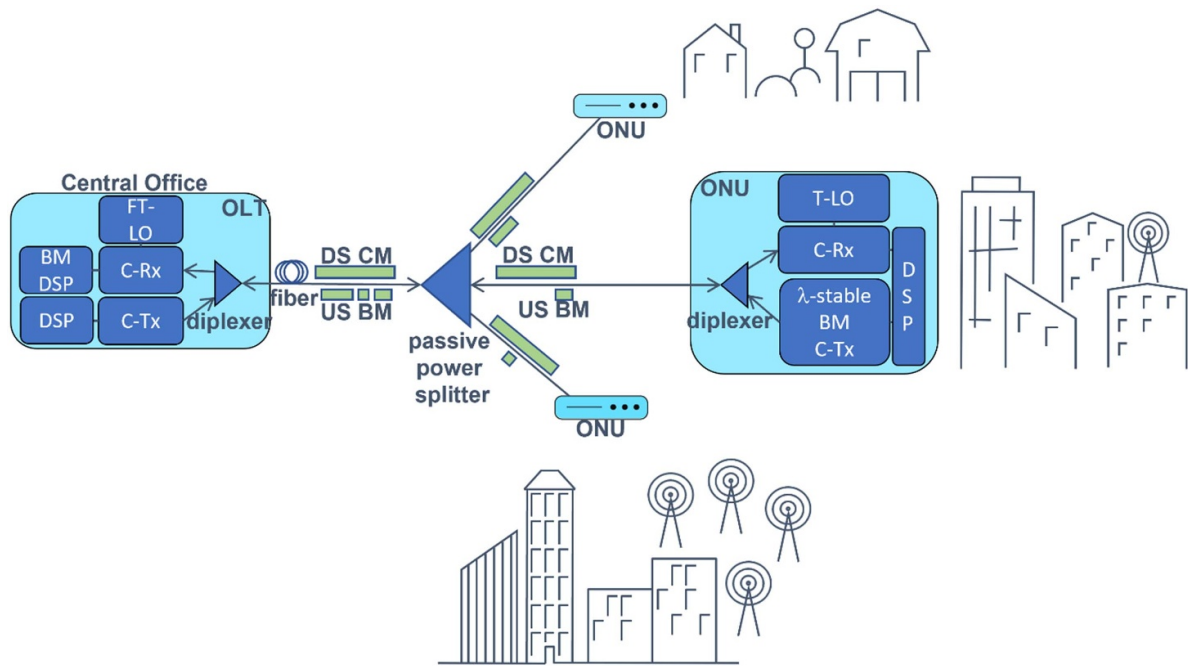 ONU
Central Office
OLT
FT-
LO
BM
DSP
C-Rx
DSP
C-Tx
diplexer
fiber
DS CM
US BM
passive
power
splitter
DS CM
US BM
ONU
diplexer
T-LO
C-Rx
λ-stable
BM
C-Tx
D
S
P
ONU